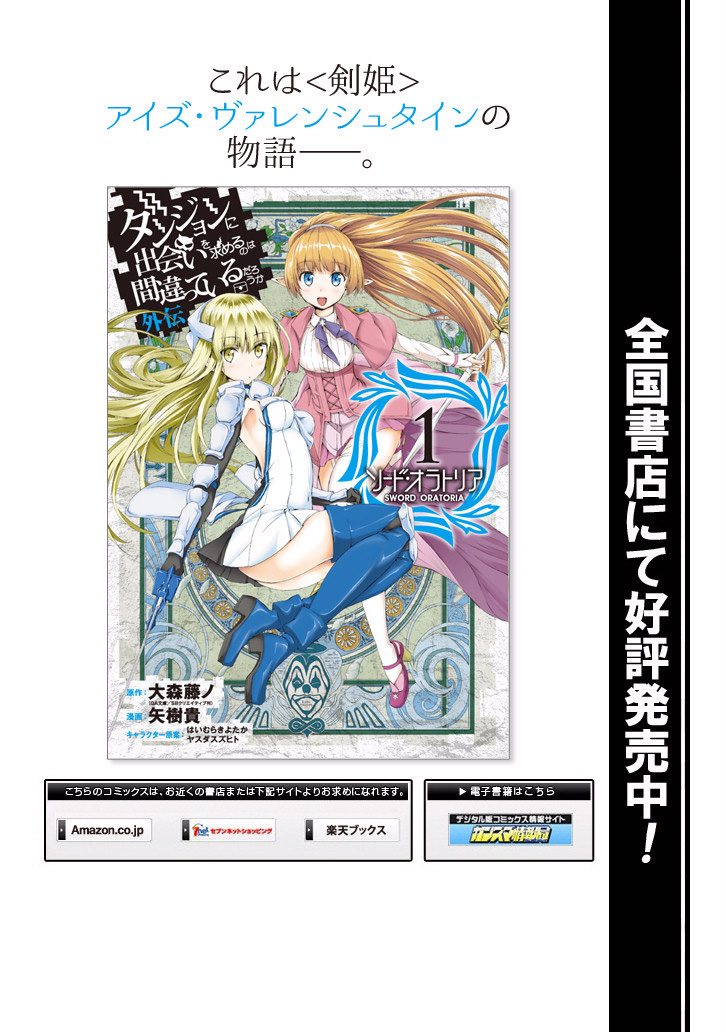 これは<剣姫>
アイズ・ヴァレンシュタインの
物語――。
ダンジョンに
出会いを求めるのは
間違っているだろうか
外伝
1
ソード・オラトリア
SWORD ORATORIA
原作：大森藤ノ
(GA文庫/SBクリエイティブ刊)
漫画：矢樹貴
キャラクター原案：はいむらきよたか
ヤスダスズヒト
全国書店にて好評発売中！
こちらのコミックスは、お近くの書店または下記サイトよりお求めになれます。
Amazon.co.jp
7net セブンネットショッピング
楽天ブックス
▶電子書籍はこちら
デジタル版コミックス情報サイト
ガンスマ情報局